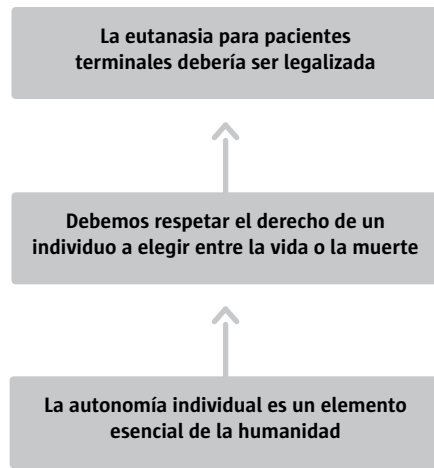 La eutanasia para pacientes
terminales debería ser legalizada
Debemos respetar el derecho de un
individuo a elegir entre la vida o la muerte
La autonomía individual es un elemento
esencial de la humanidad